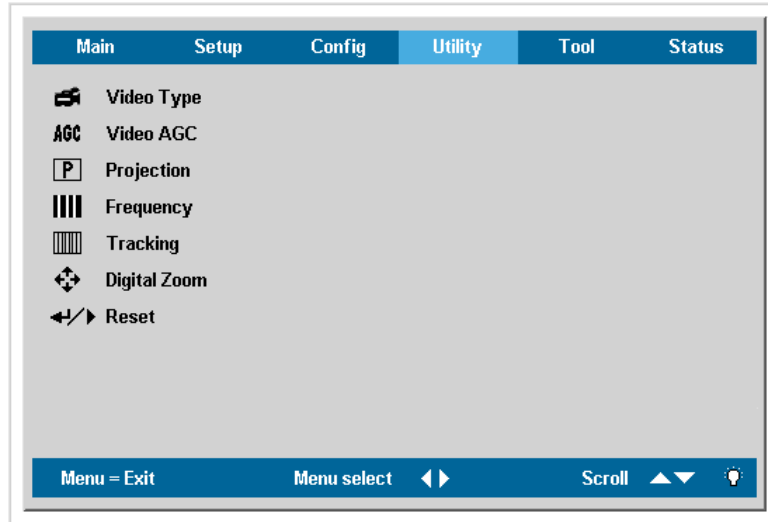 Main Setup Config Utility Tool Status
Video Type
AGC Video AGC
P Projection
Frequency
Tracking
Digital Zoom
Reset
Menu = Exit Menu select Scroll